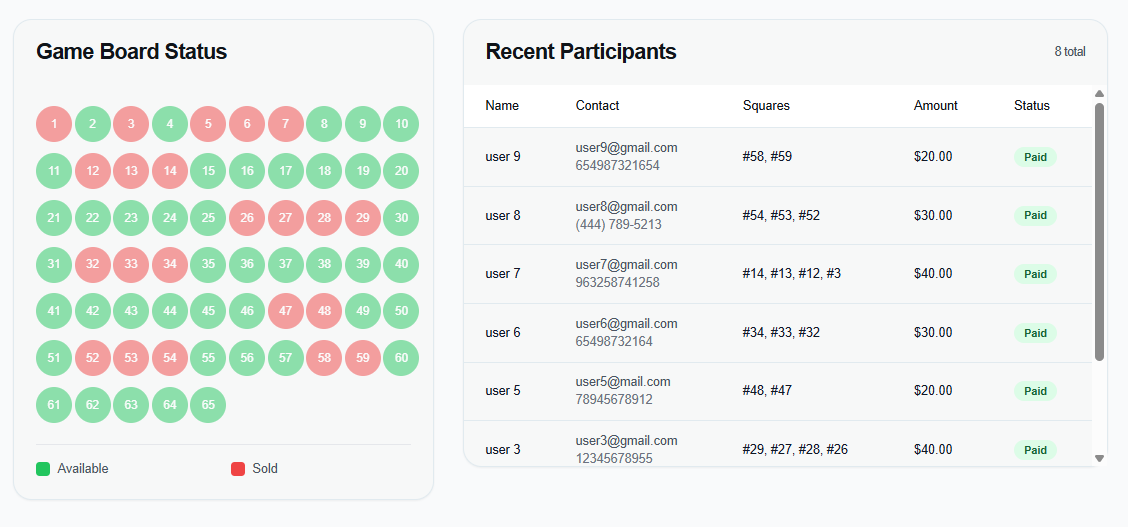 Game Board Status
1 2 3 4 5 6 7 8 9 10
11 12 13 14 15 16 17 18 19 20
21 22 23 24 25 26 27 28 29 30
31 32 33 34 35 36 37 38 39 40
41 42 43 44 45 46 47 48 49 50
51 52 53 54 55 56 57 58 59 60
61 62 63 64 65
Available Sold
Recent Participants 8 total
Name Contact Squares Amount Status
user 9 user9@gmail.com #58, #59 $20.00 Paid
654987321654
user 8 user8@gmail.com #54, #53, #52 $30.00 Paid
(444) 789-5213
user 7 user7@gmail.com #14, #13, #12, #3 $40.00 Paid
963258741258
user 6 user6@gmail.com #34, #33, #32 $30.00 Paid
65498732164
user 5 user5@mail.com #48, #47 $20.00 Paid
78945678912
user 3 user3@gmail.com #29, #27, #28, #26 $40.00 Paid
12345678955